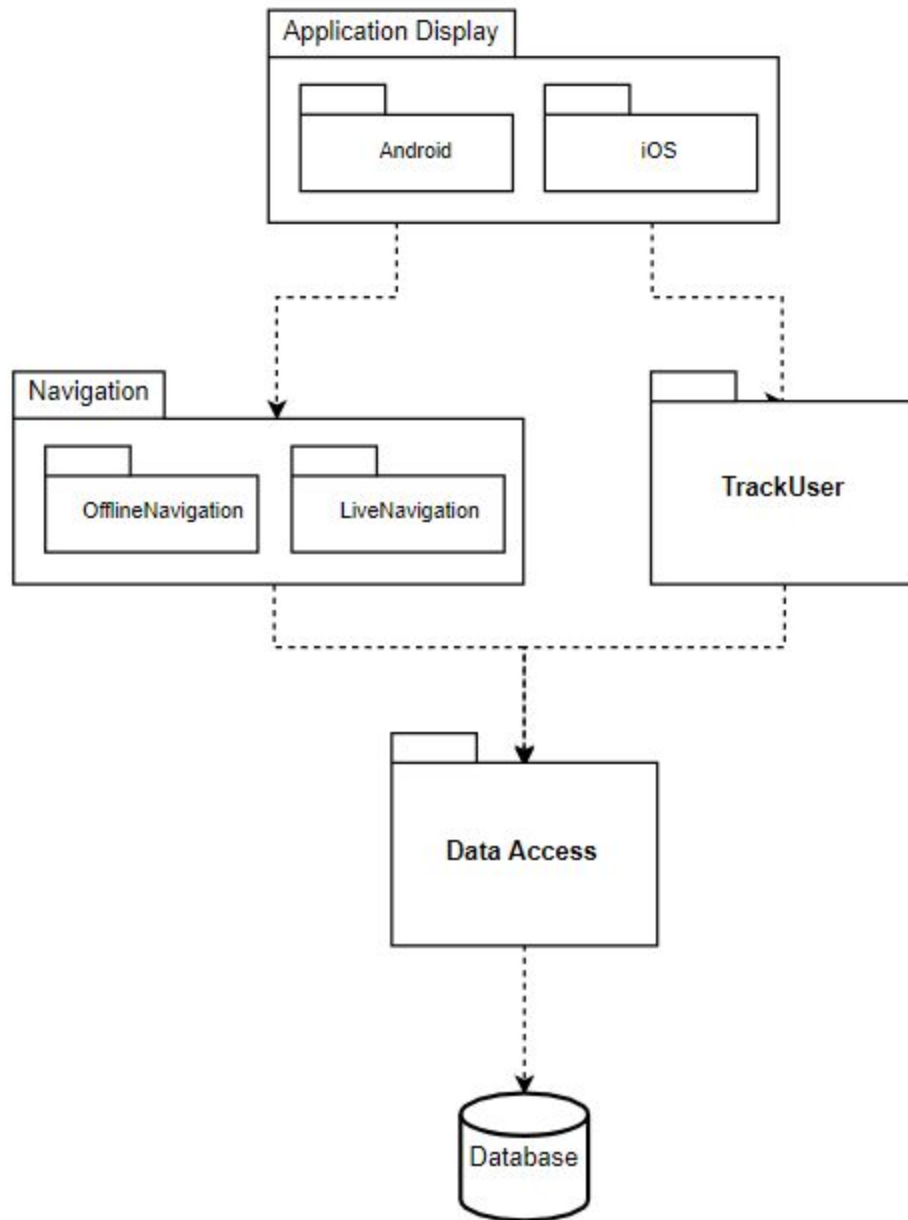 Application Display
Android
iOS
Navigation
OfflineNavigation
LiveNavigation
TrackUser
Data Access
Database